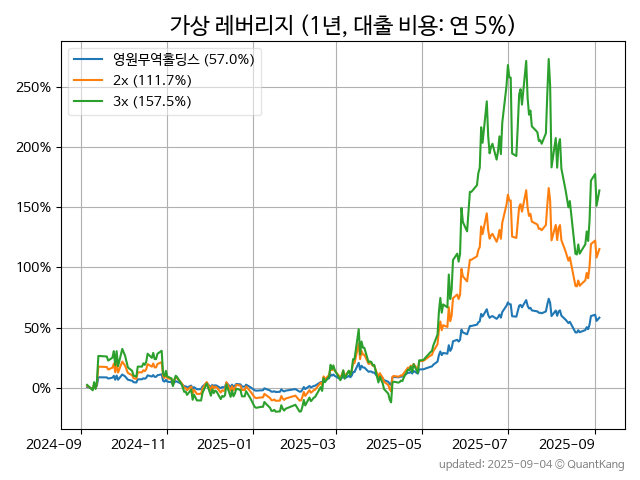 가상 레버리지 (1년, 대출 비용: 연 5%)
영원무역홀딩스 (57.0%)
2x (111.7%)
3x (157.5%)
250%
200%
150%
100%
50%
0%
2024-09 2024-11 2025-01 2025-03 2025-05 2025-07 2025-09
updated: 2025-09-04 © QuantKang